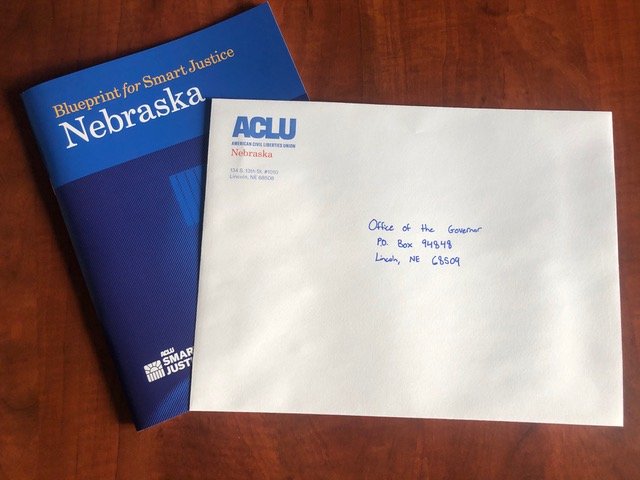 Blueprint for Smart Justice
Nebraska
ACLU
SMAR
JUSTI
ACLU
AMERICAN CIVIL LIBERTIES UNION
Nebraska
134 S. 13th St. #1010
Lincoln, NE 68508
Office of the Governor
P.O. Box 94848
Lincoln, NE 68509